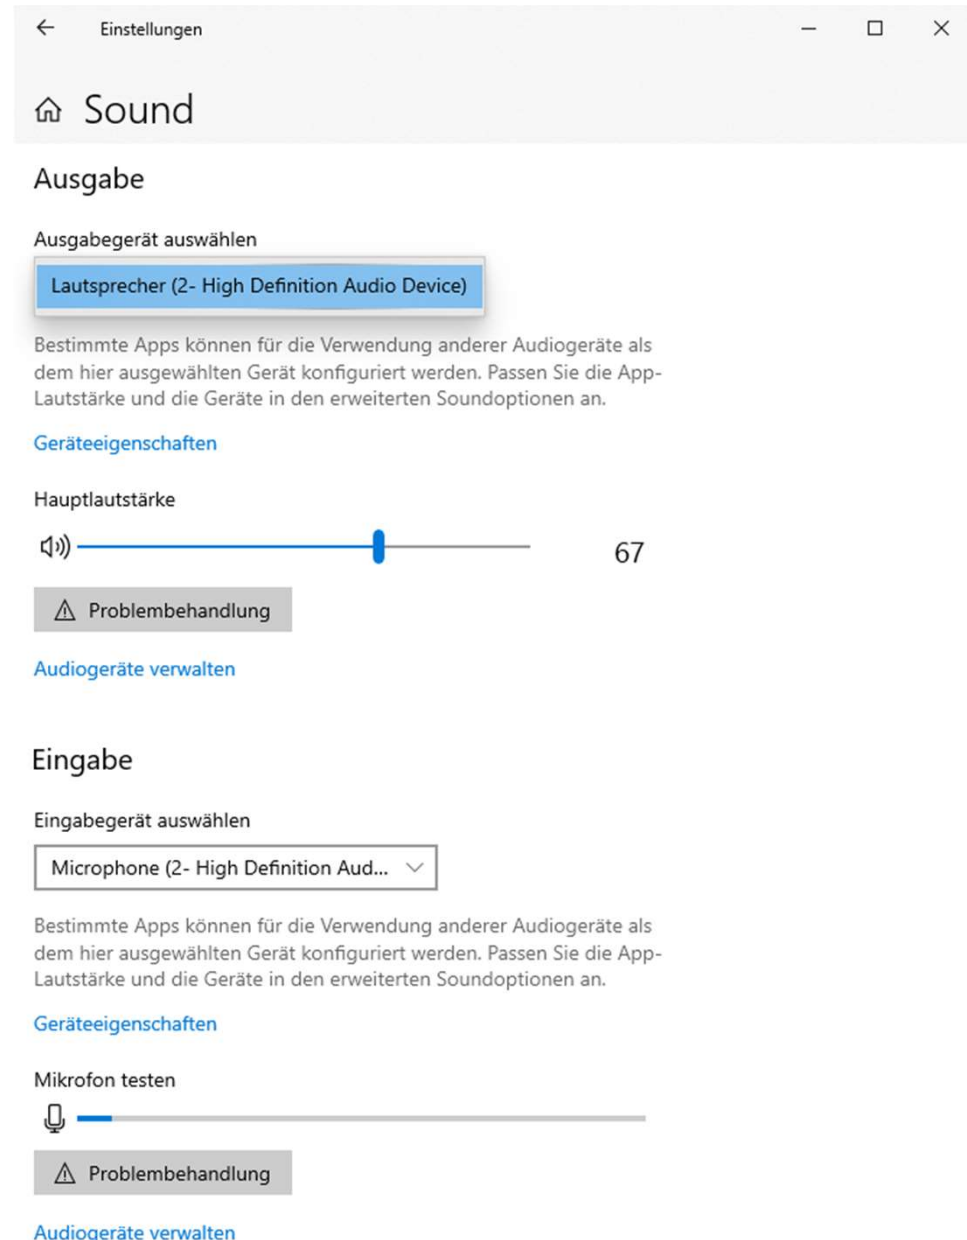 Einstellungen
Sound
Ausgabe
Ausgabegerät auswählen
Lautsprecher (2- High Definition Audio Device)
Bestimmte Apps können für die Verwendung anderer Audiogeräte als
dem hier ausgewählten Gerät konfiguriert werden. Passen Sie die App-
Lautstärke und die Geräte in den erweiterten Soundoptionen an.
Geräteeigenschaften
Hauptlautstärke
67
Problembehandlung
Audiogeräte verwalten
Eingabe
Eingabegerät auswählen
Microphone (2- High Definition Aud...
Bestimmte Apps können für die Verwendung anderer Audiogeräte als
dem hier ausgewählten Gerät konfiguriert werden. Passen Sie die App-
Lautstärke und die Geräte in den erweiterten Soundoptionen an.
Geräteeigenschaften
Mikrofon testen
Problembehandlung
Audiogeräte verwalten